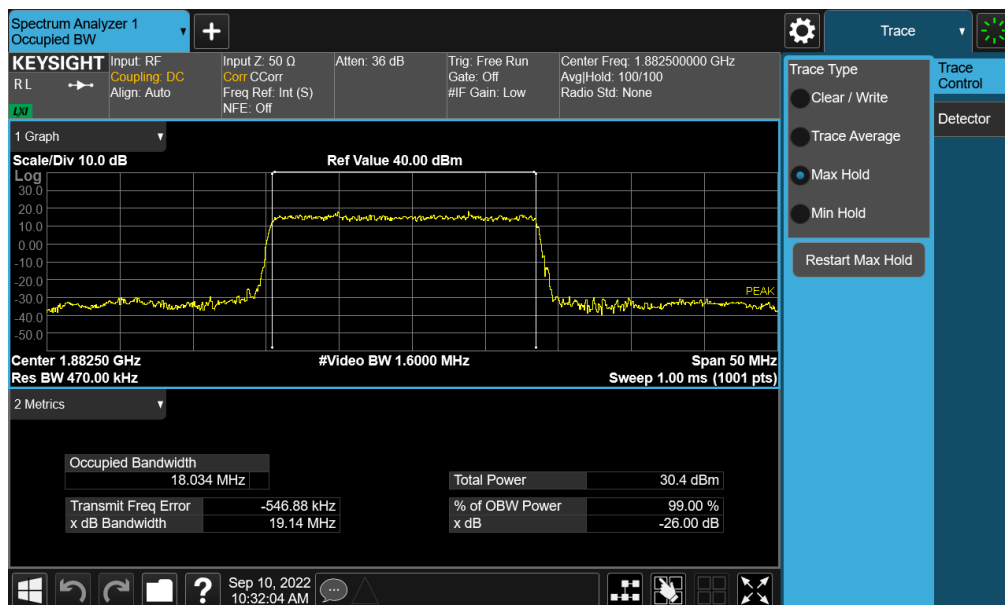 Spectrum Analyzer 1
Occupied BW
+
Trace
KEYSIGHT
RL
LXI
Input: RF
Coupling: DC
Align: Auto
Input Z: 50 Ω
Corr CCorr
Freq Ref: Int (S)
NFE: Off
Atten: 36 dB
Trig: Free Run
Gate: Off
#IF Gain: Low
Center Freq: 1.882500000 GHz
Avg|Hold: 100/100
Radio Std: None
Trace Type
Clear / Write
Trace Average
Max Hold
Min Hold
Restart Max Hold
Trace
Control
Detector
1 Graph
Scale/Div 10.0 dB
Ref Value 40.00 dBm
Log
30.0
20.0
10.0
0.00
-10.0
-20.0
-30.0
-40.0
-50.0
PEAK
Center 1.88250 GHz
#Video BW 1.6000 MHz
Span 50 MHz
Res BW 470.00 kHz
Sweep 1.00 ms (1001 pts)
2 Metrics
Occupied Bandwidth
18.034 MHz
Total Power 30.4 dBm
Transmit Freq Error -546.88 kHz
% of OBW Power 99.00 %
x dB Bandwidth 19.14 MHz
x dB -26.00 dB
?
Sep 10, 2022
10:32:04 AM